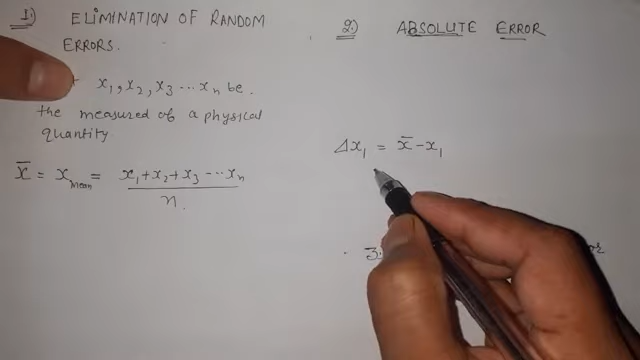 1.) ELIMINATION OF RANDOM
ERRORS.
x₁, x₂, x₃ ... xₙ be.
the measured of a physical
quantity.
x̄ = x_mean = (x₁ + x₂ + x₃ ... xₙ) / n.
2.) ABSOLUTE ERROR
Δx₁ = x̄ - x₁
3.